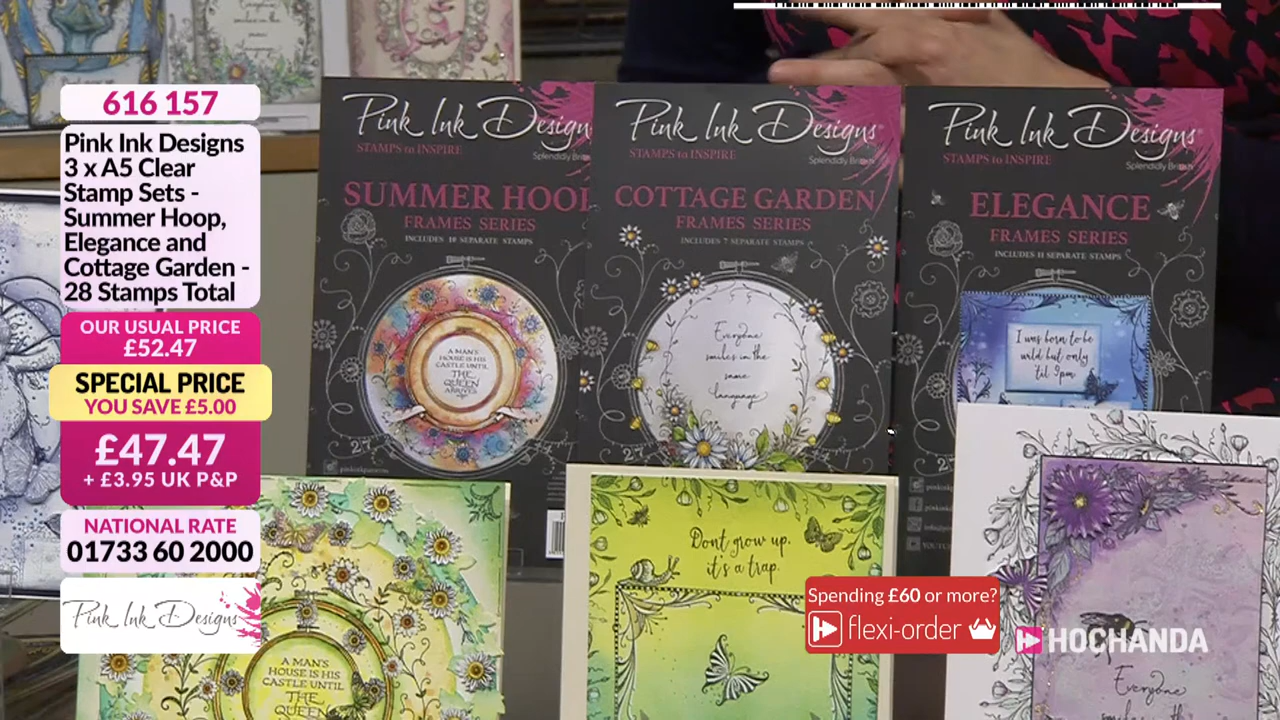 616 157
Pink Ink Designs
3 x A5 Clear
Stamp Sets -
Summer Hoop,
Elegance and
Cottage Garden -
28 Stamps Total
OUR USUAL PRICE
£52.47
SPECIAL PRICE
YOU SAVE £5.00
£47.47
+ £3.95 UK P&P
NATIONAL RATE
01733 60 2000
Pink Ink Designs
Pink Ink Designs
STAMPS to INSPIRE
Splendidly
SUMMER HOOP
FRAMES SERIES
INCLUDES 10 SEPARATE STAMPS
A MAN'S
HOUSE IS HIS
CASTLE UNTIL
THE
QUEEN
ARRIVES
27
Pink Ink Designs
STAMPS to INSPIRE
Splendidly
COTTAGE GARDEN
FRAMES SERIES
INCLUDES 7 SEPARATE STAMPS
Everyone
smiles in the
same
language
Pink Ink Designs
STAMPS to INSPIRE
Splendidly
ELEGANCE
FRAMES SERIES
INCLUDES 11 SEPARATE STAMPS
I was born to be
wild but only
'til 9pm.
A MAN'S
HOUSE IS HIS
CASTLE UNTIL
THE
QUEEN
Don't grow up.
it's a trap.
Everyone
Spending £60 or more?
flexi-order
HOCHANDA